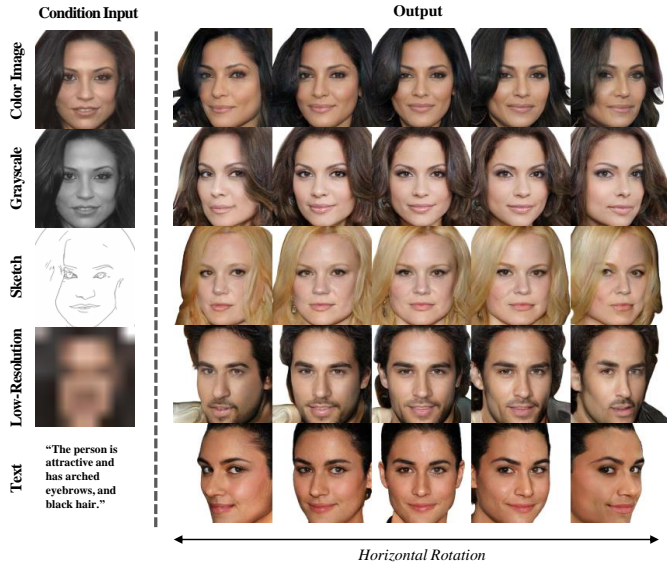 Condition Input
Output
Color Image
Grayscale
Sketch
Low-Resolution
Text
“The person is
attractive and
has arched
eyebrows, and
black hair.”
Horizontal Rotation